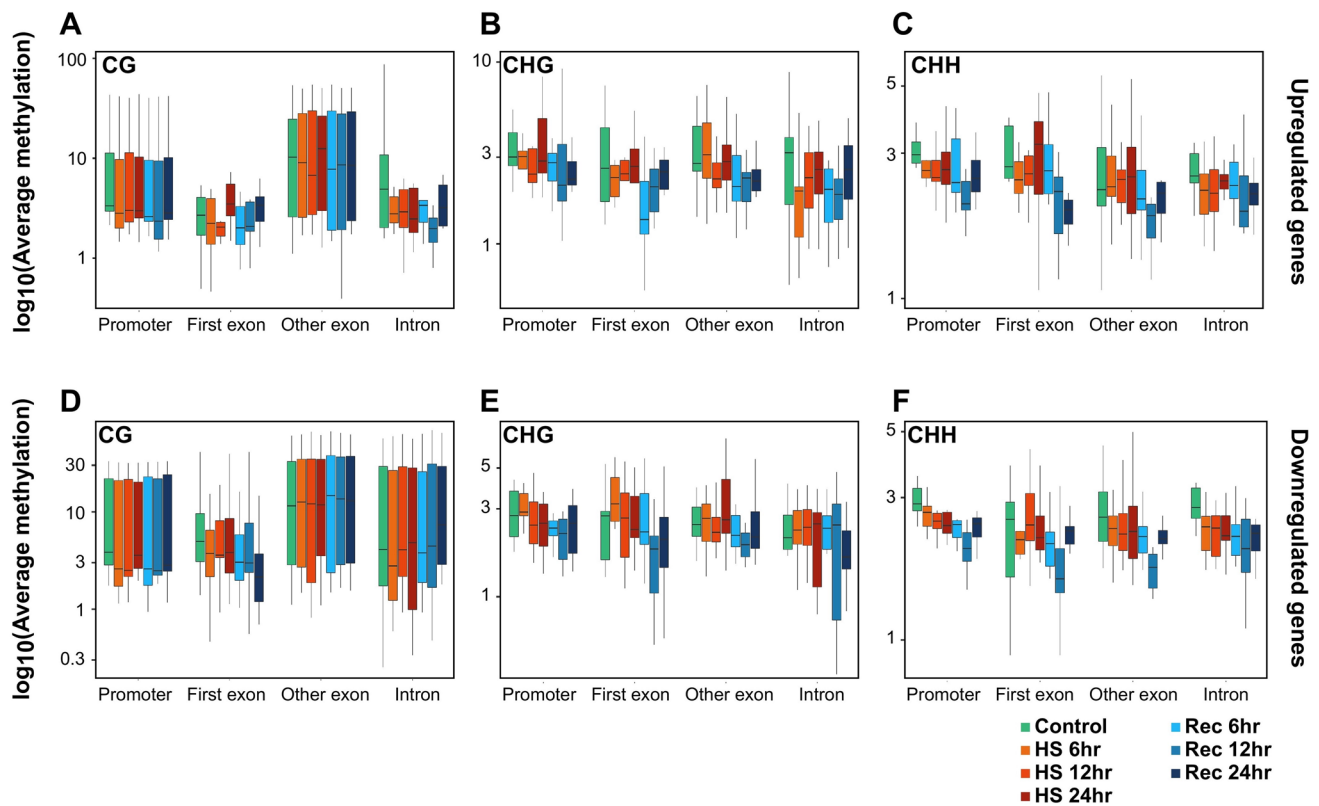 A
B
C
log10(Average methylation)
100
10
1
CG
Promoter
First exon
Other exon
Intron
10
3
1
CHG
Promoter
First exon
Other exon
Intron
5
3
1
CHH
Promoter
First exon
Other exon
Intron
Upregulated genes
D
E
F
log10(Average methylation)
30
10
3
1
0.3
CG
Promoter
First exon
Other exon
Intron
5
3
1
CHG
Promoter
First exon
Other exon
Intron
5
3
1
CHH
Promoter
First exon
Other exon
Intron
Downregulated genes
Control
HS 6hr
HS 12hr
HS 24hr
Rec 6hr
Rec 12hr
Rec 24hr